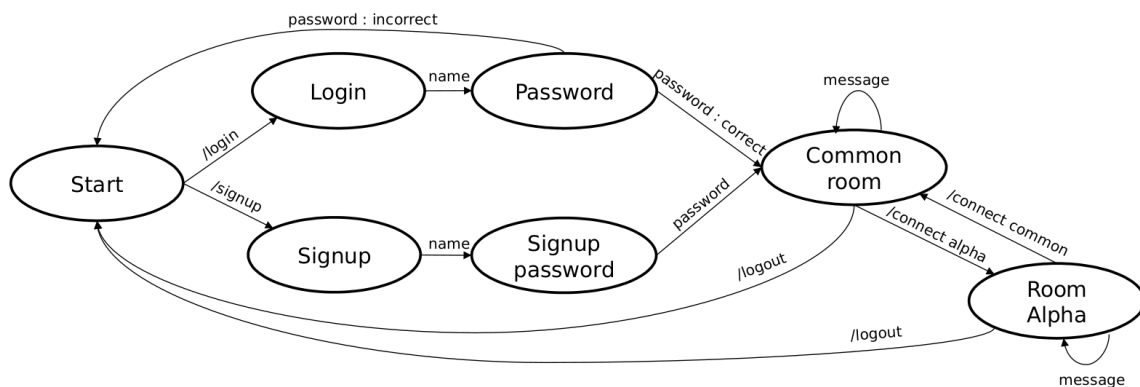 password : incorrect
Login
name
Password
password : correct
message
Common
room
/login
Start
/signup
Signup
name
Signup
password
password
/connect common
/connect alpha
/logout
Room
Alpha
/logout
message